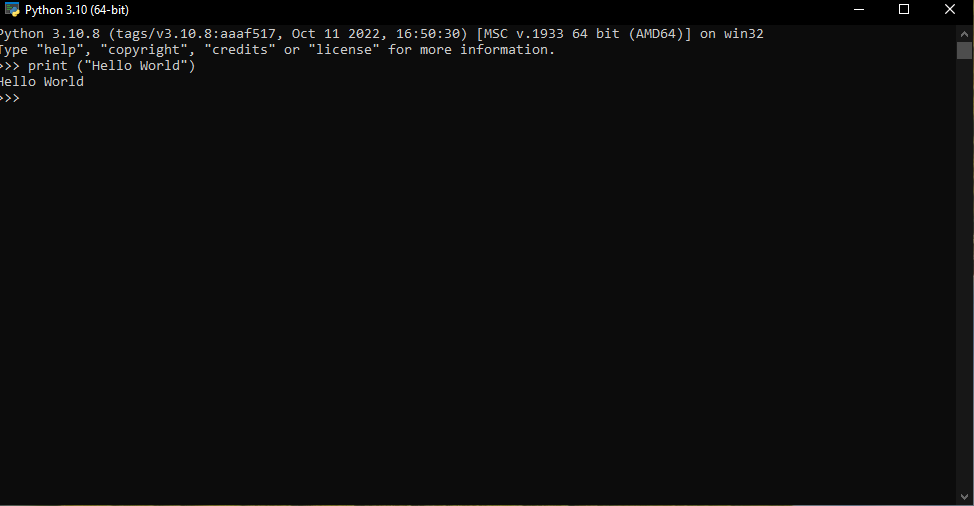 Python 3.10 (64-bit)
Python 3.10.8 (tags/v3.10.8:aaaf517, Oct 11 2022, 16:50:30) [MSC v.1933 64 bit (AMD64)] on win32
Type "help", "copyright", "credits" or "license" for more information.
>>> print ("Hello World")
Hello World
>>>